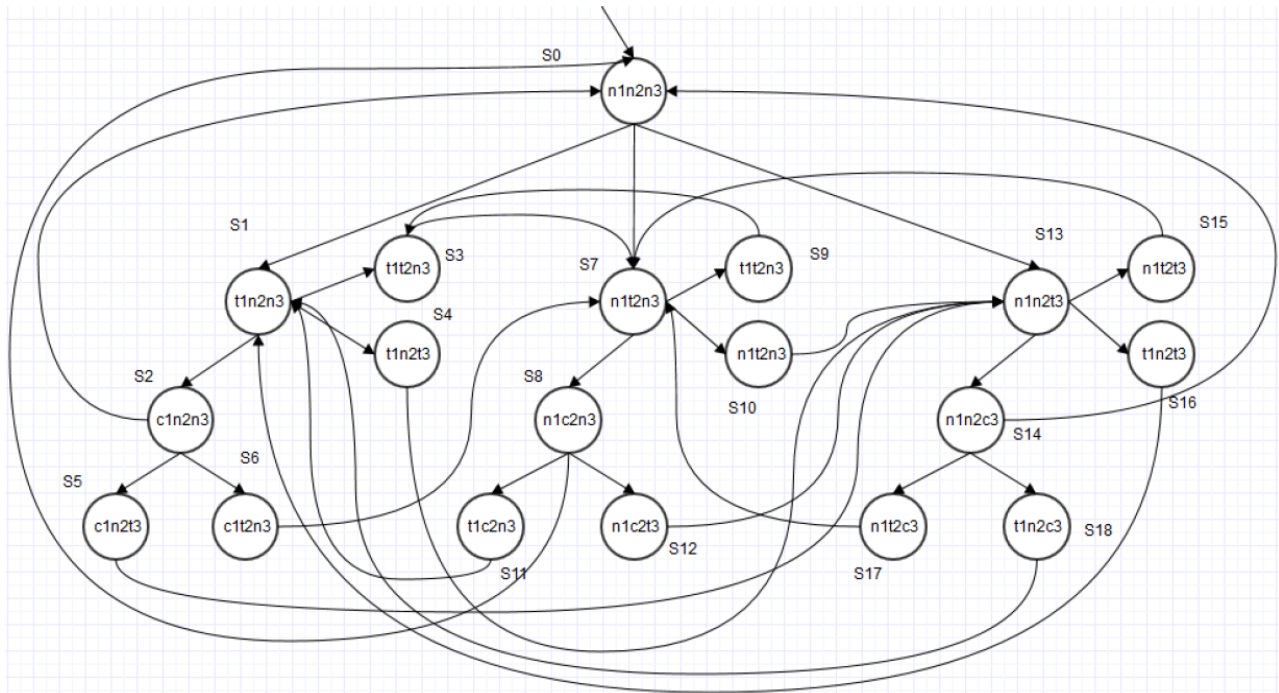 S0
n1n2n3
S1
S13
S15
S3
S7
S9
t1t2n3
t1t2n3
n1t2t3
t1n2n3
n1t2n3
n1n2t3
S4
t1n2t3
n1t2n3
t1n2t3
S2
S8
S10
S16
c1n2n3
n1c2n3
n1n2c3
S14
S5
S6
c1n2t3
c1t2n3
t1c2n3
n1c2t3
n1t2c3
t1n2c3
S18
S12
S11
S17